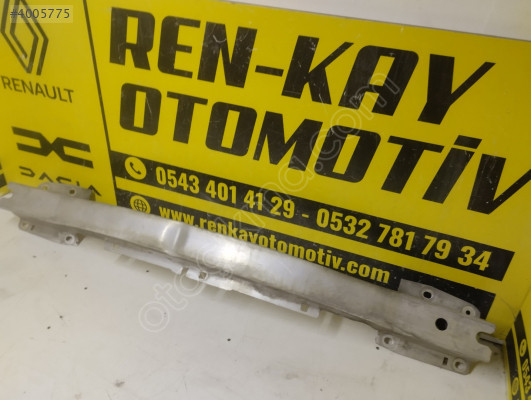 #4005775
REN-KAY
OTOMOTİV
RENAULT
DACIA
0543 401 41 29 - 0532 781 79 34
www.renkayotomotiv.com